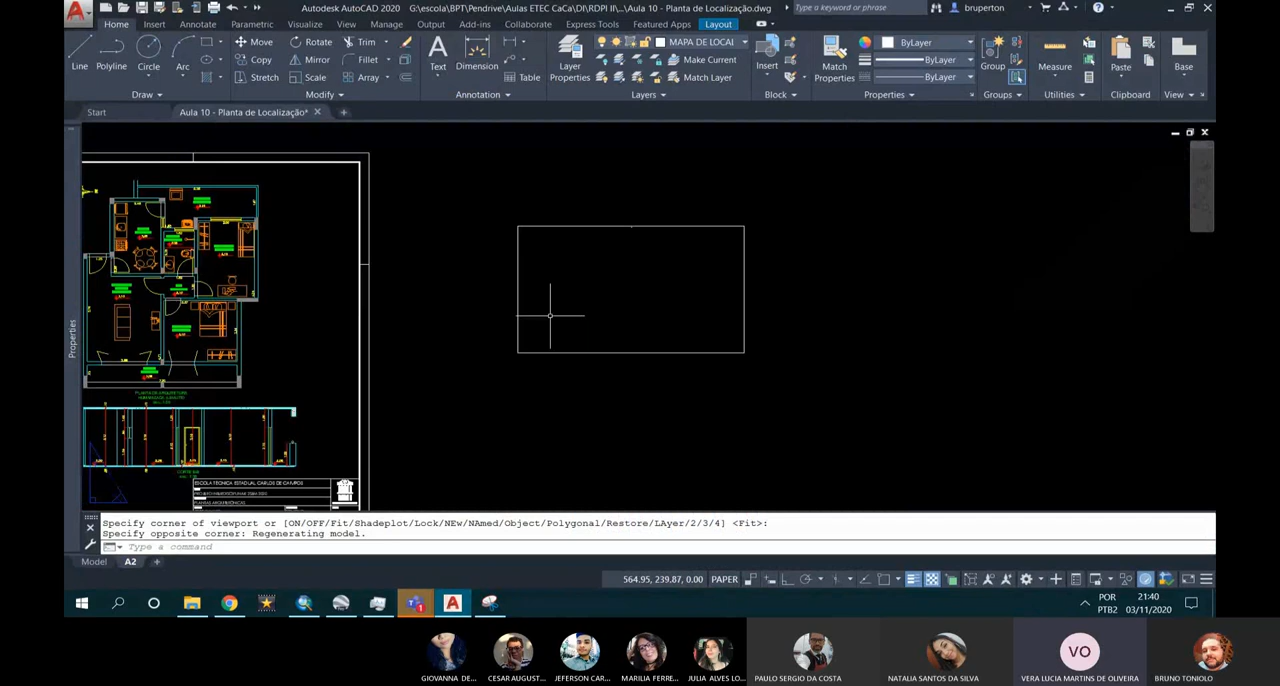 Autodesk AutoCAD 2020 G:\escola\BPT\Pendrive\Aulas ETEC CaCa\DI\RDPI II\...\Aula 10 - Planta de Localização.dwg
Type a keyword or phrase
bruperton
Home Insert Annotate Parametric View Manage Output Add-ins Collaborate Express Tools Featured Apps Layout
Line Polyline Circle Arc
Move Rotate Trim
Copy Mirror Fillet
Stretch Scale Array
Text Dimension Table
Layer Properties
MAPA DE LOCAI
Make Current
Match Layer
Insert
Match Properties
ByLayer
ByLayer
ByLayer
Group Measure Paste Base
Draw Modify Annotation Layers Block Properties Groups Utilities Clipboard View
Start Aula 10 - Planta de Localização*
Properties
ESCOLA TÉCNICA ESTADUAL CARLOS DE CAMPOS
Specify corner of viewport or [ON/OFF/Fit/Shadeplot/Lock/NEw/NAmed/Object/Polygonal/Restore/LAyer/2/3/4] <Fit>:
Specify opposite corner: Regenerating model.
Type a command
Model A2 +
564.95, 239.87, 0.00 PAPER
POR
PTB2
21:40
03/11/2020
GIOVANNA DE... CESAR AUGUST... JEFERSON CAR... MARILIA FERRE... JULIA ALVES LO... PAULO SERGIO DA COSTA NATALIA SANTOS DA SILVA VO VERA LUCIA MARTINS DE OLIVEIRA BRUNO TONIOLO